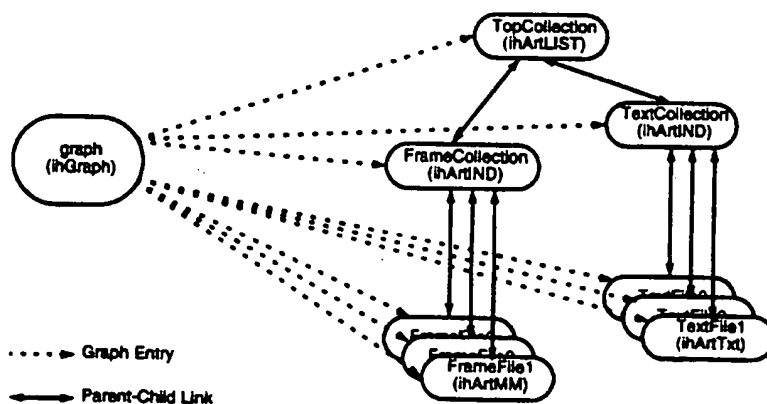 TopCollection
(ihArtLIST)
TextCollection
(ihArtIND)
graph
(ihGraph)
FrameCollection
(ihArtIND)
TextFile1
(ihArtTxt)
FrameFile1
(ihArtMM)
Graph Entry
Parent-Child Link